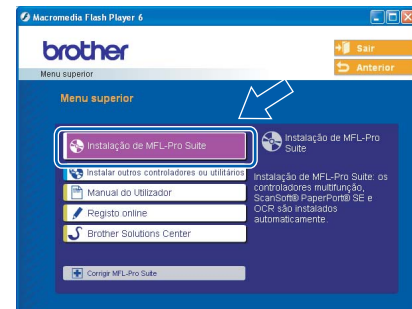 Macromedia Flash Player 6
brother
Sair
Anterior
Menu superior
Menu superior
Instalação de MFL-Pro Suite
Instalar outros controladores ou utilitários
Manual do Utilizador
Registo online
Brother Solutions Center
Corrigir MFL-Pro Suite
Instalação de MFL-Pro
Suite
Instalação de MFL-Pro Suite: os
controladores multifunção,
ScanSoft® PaperPort® SE e
OCR são instalados
automaticamente.